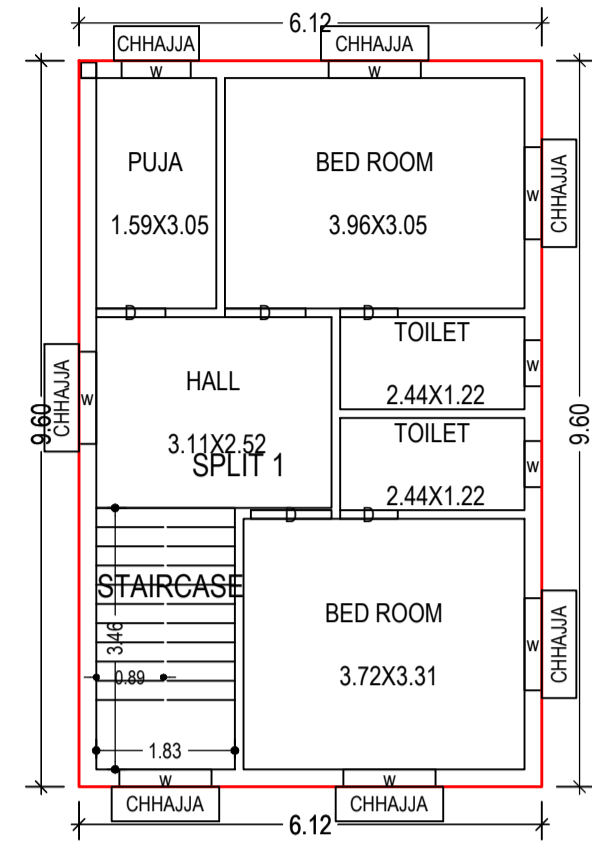 6.12
CHHAJJA
CHHAJJA
W
W
PUJA
1.59X3.05
BED ROOM
3.96X3.05
W
CHHAJJA
D
D
D
TOILET
2.44X1.22
W
HALL
3.11X2.52
SPLIT 1
W
CHHAJJA
9.60
9.60
TOILET
2.44X1.22
W
D
D
STAIRCASE
3.46
0.89
1.83
BED ROOM
3.72X3.31
W
CHHAJJA
W
W
CHHAJJA
CHHAJJA
6.12